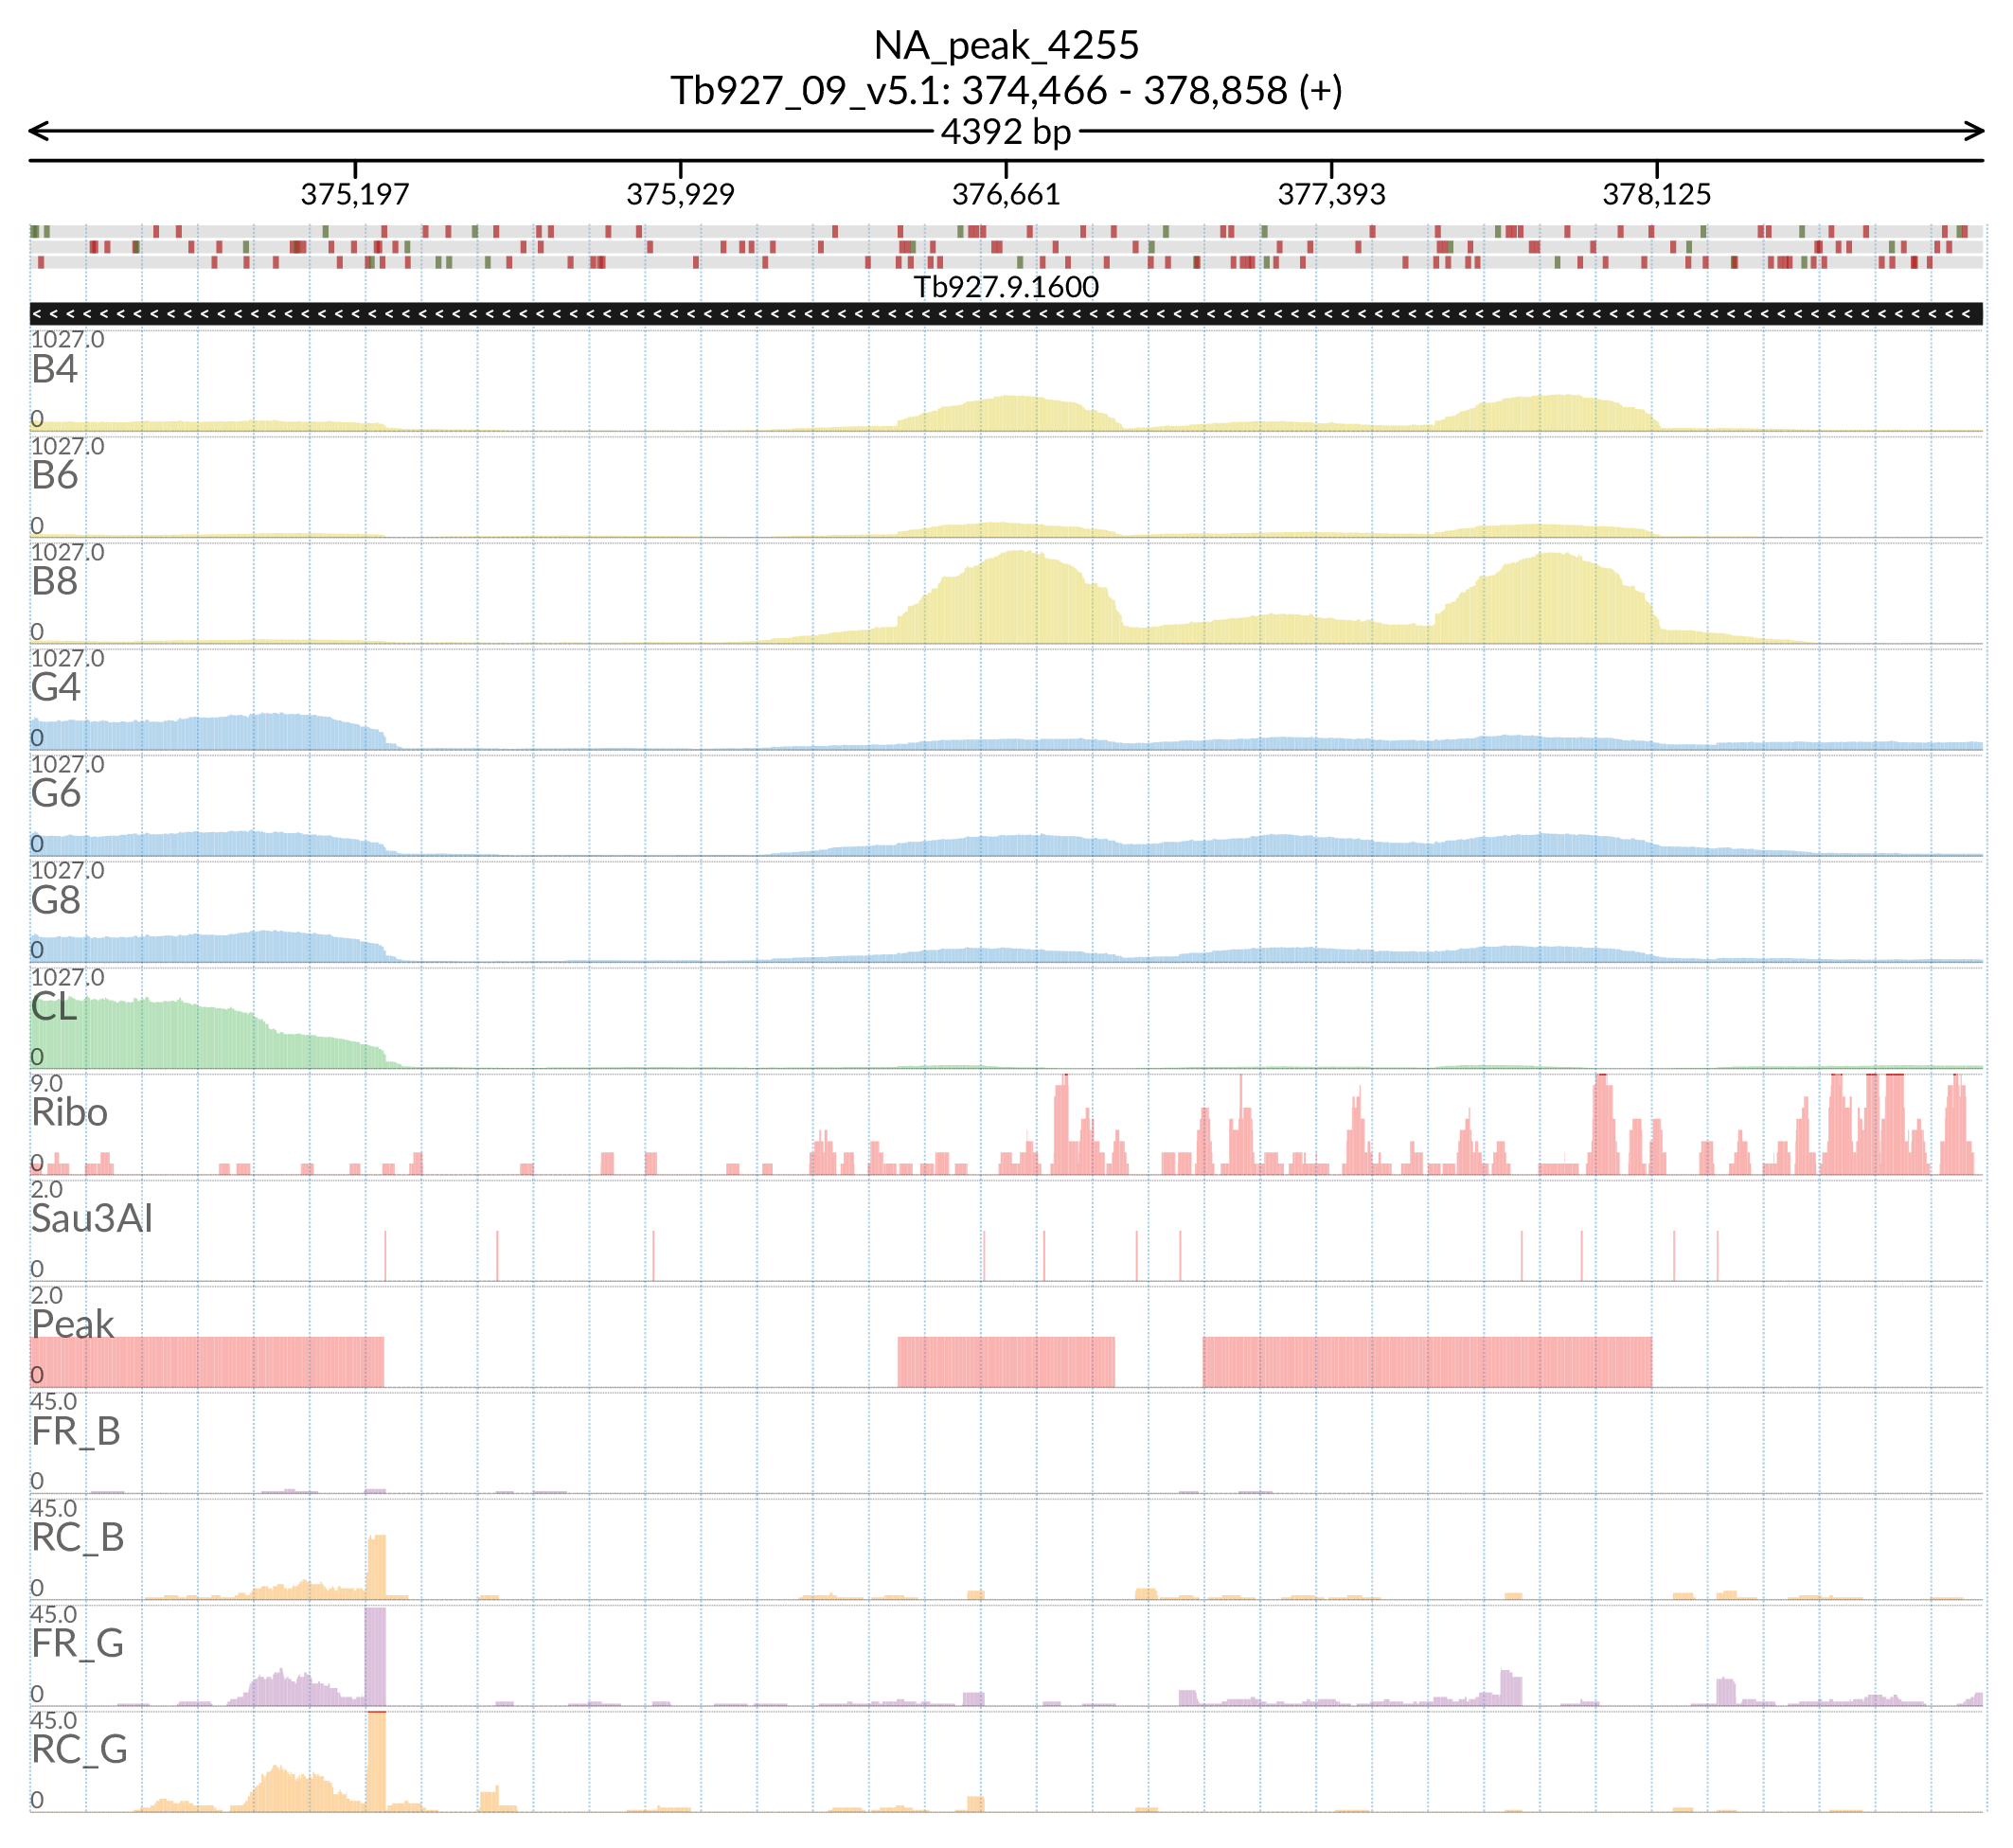 NA_peak_4255
Tb927_09_v5.1: 374,466 - 378,858 (+)
4392 bp
375,197 375,929 376,661 377,393 378,125
Tb927.9.1600
1027.0
B4
0
1027.0
B6
0
1027.0
B8
0
1027.0
G4
0
1027.0
G6
0
1027.0
G8
0
1027.0
CL
0
9.0
Ribo
0
2.0
Sau3AI
0
2.0
Peak
0
45.0
FR_B
0
45.0
RC_B
0
45.0
FR_G
0
45.0
RC_G
0